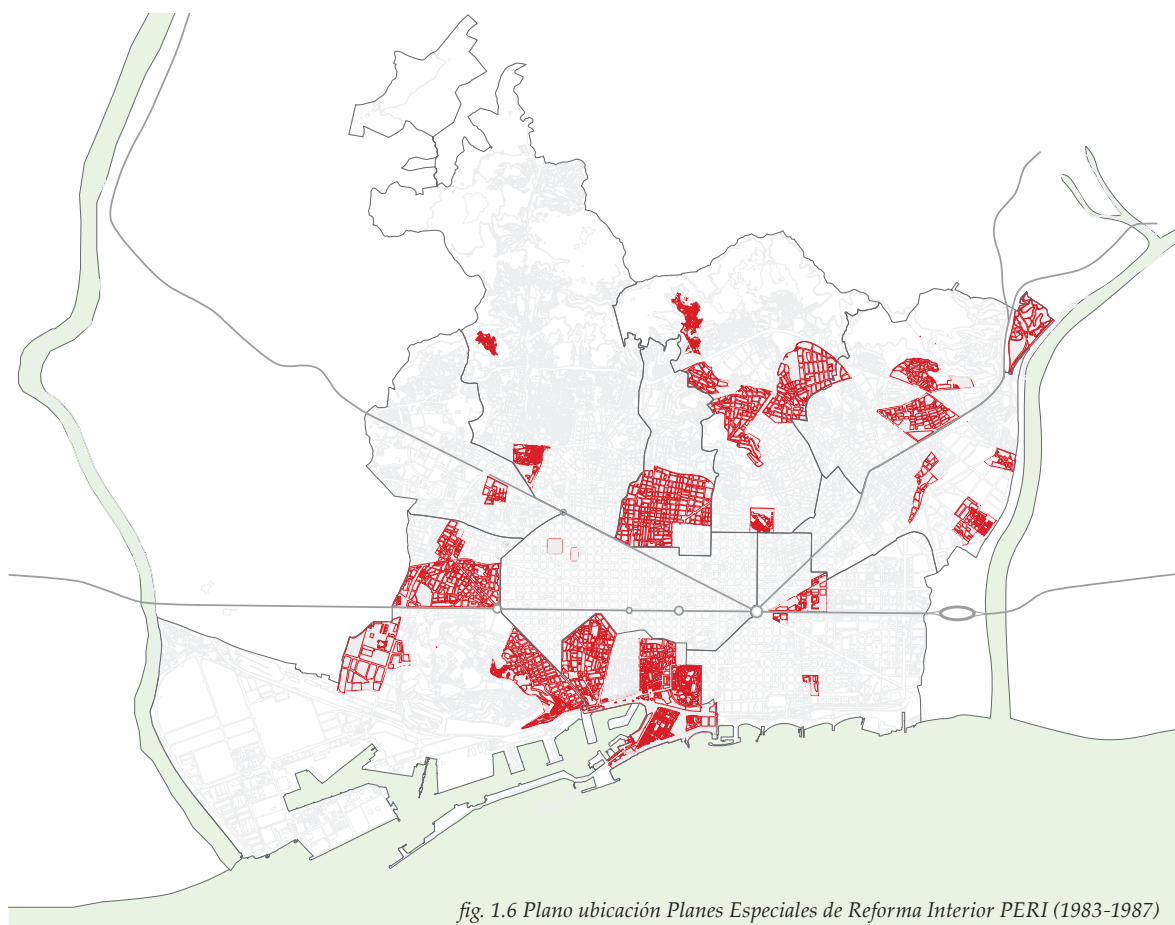 fig. 1.6 Plano ubicación Planes Especiales de Reforma Interior PERI (1983-1987)